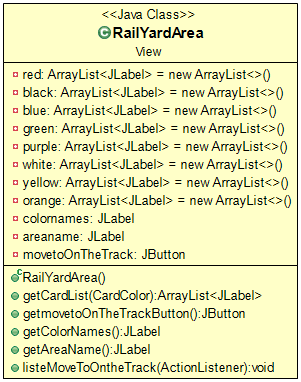 <<Java Class>>
RailYardArea
View
red: ArrayList<JLabel> = new ArrayList<>()
black: ArrayList<JLabel> = new ArrayList<>()
blue: ArrayList<JLabel> = new ArrayList<>()
green: ArrayList<JLabel> = new ArrayList<>()
purple: ArrayList<JLabel> = new ArrayList<>()
white: ArrayList<JLabel> = new ArrayList<>()
yellow: ArrayList<JLabel> = new ArrayList<>()
orange: ArrayList<JLabel> = new ArrayList<>()
colornames: JLabel
areaname: JLabel
movetoOnTheTrack: JButton
RailYardArea()
getCardList(CardColor):ArrayList<JLabel>
getmovetoOnTheTrackButton():JButton
getColorNames():JLabel
getAreaName():JLabel
listeMoveToOntheTrack(ActionListener):void